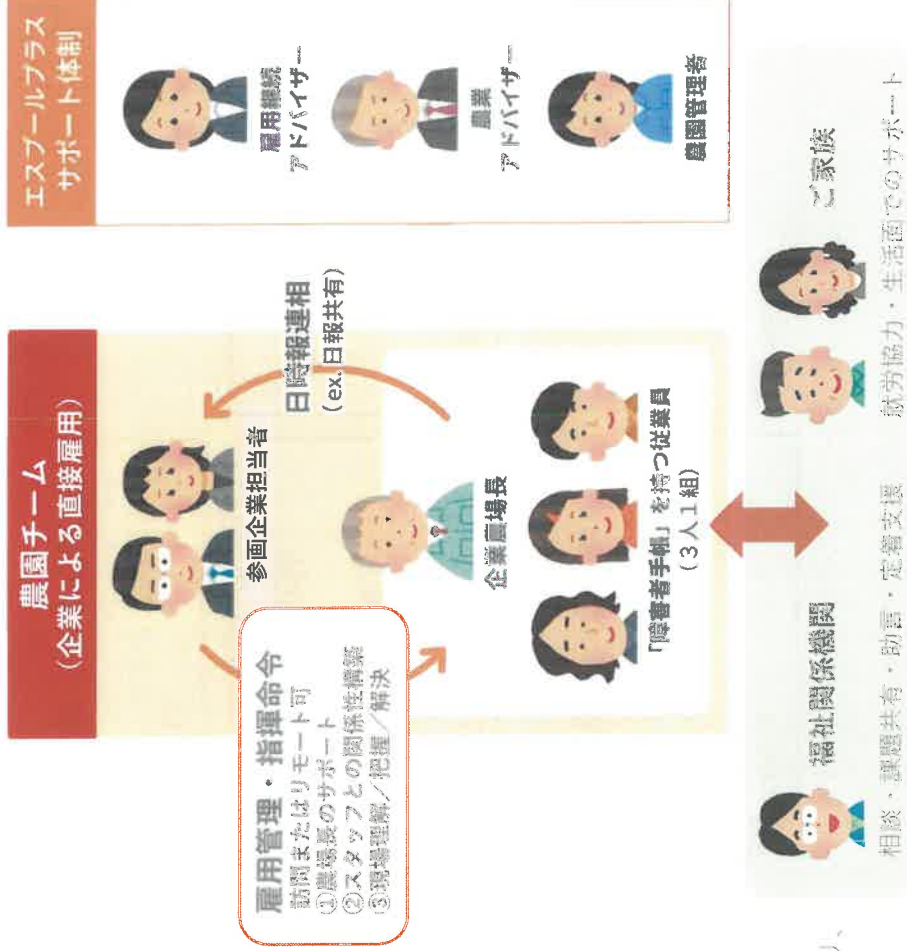 農園チーム
(企業による直接雇用)
参画企業担当者
雇用管理・指揮命令
訪問またはリモート可
①農場長のサポート
②スタッフとの関係性構築
③現場理解／把握／解決
日時報連相
(ex. 日報共有)
企業農場長
「障害者手帳」を持つ従業員
(3人1組)
エスプールプラス
サポート体制
雇用継続
アドバイザー
農業
アドバイザー
農園管理者
福祉関係機関
相談・課題共有・助言・定着支援
ご家族
就労協力・生活面でのサポート
り、